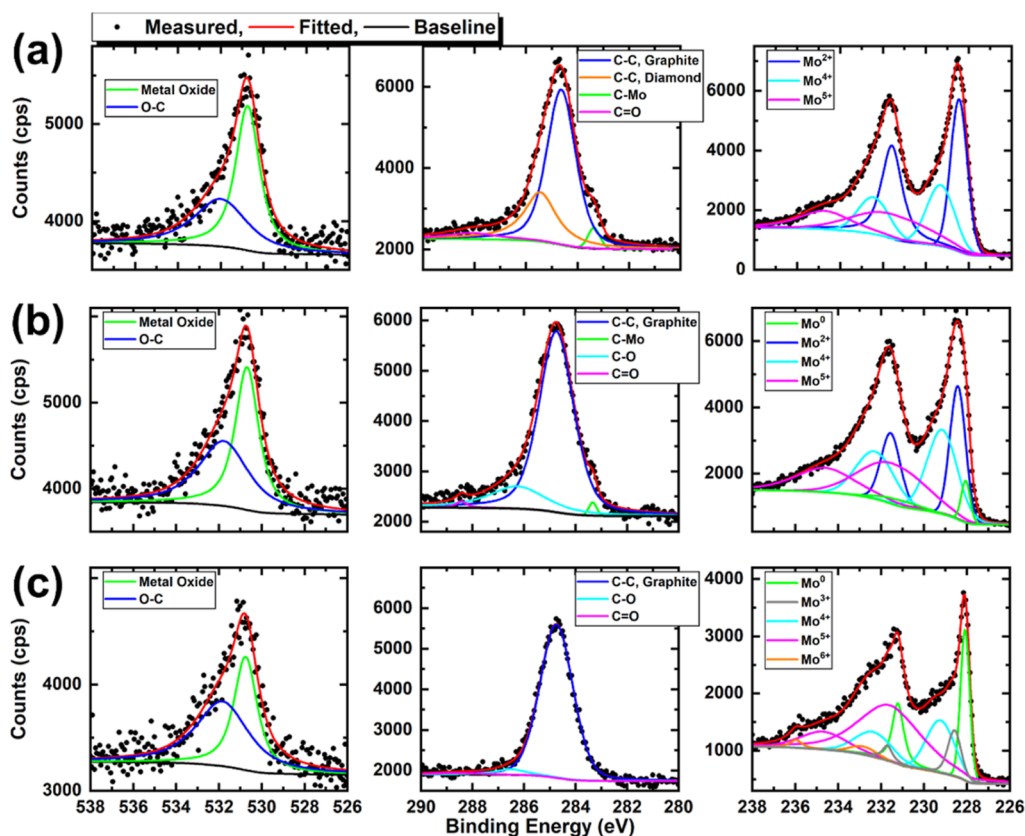 Measured, Fitted, Baseline
(a)
Counts (cps)
5000
4000
Metal Oxide
O-C
6000
4000
2000
C-C, Graphite
C-C, Diamond
C-Mo
C=O
6000
4000
2000
0
Mo²⁺
Mo⁴⁺
Mo⁵⁺
(b)
Counts (cps)
6000
5000
4000
Metal Oxide
O-C
6000
5000
4000
3000
2000
C-C, Graphite
C-Mo
C-O
C=O
6000
4000
2000
Mo⁰
Mo²⁺
Mo⁴⁺
Mo⁵⁺
(c)
Counts (cps)
5000
4000
3000
Metal Oxide
O-C
6000
5000
4000
3000
2000
C-C, Graphite
C-O
C=O
4000
3000
2000
1000
Mo⁰
Mo³⁺
Mo⁴⁺
Mo⁵⁺
Mo⁶⁺
538 536 534 532 530 528 526
290 288 286 284 282 280
238 236 234 232 230 228 226
Binding Energy (eV)